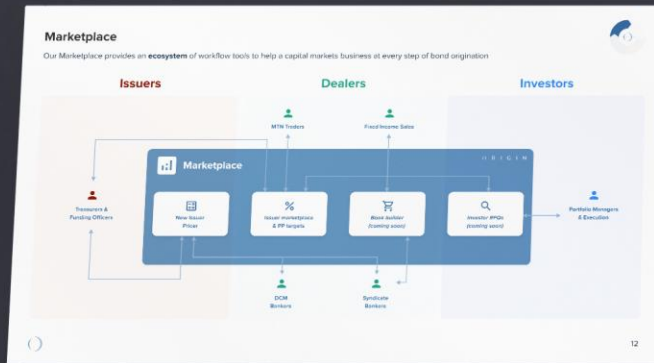 Marketplace
Our Marketplace provides an ecosystem of workflow tools to help a capital markets business at every step of bond origination
Issuers
Dealers
Investors
MTN Traders
Fixed Income Sales
Marketplace
ORIGIN
Treasurers &
Funding Officers
New Issuer
Pricer
Issuer marketplace
& PP targets
Book builder
(coming soon)
Investor RFQs
(coming soon)
Portfolio Managers
& Execution
DCM
Bankers
Syndicate
Bankers
12